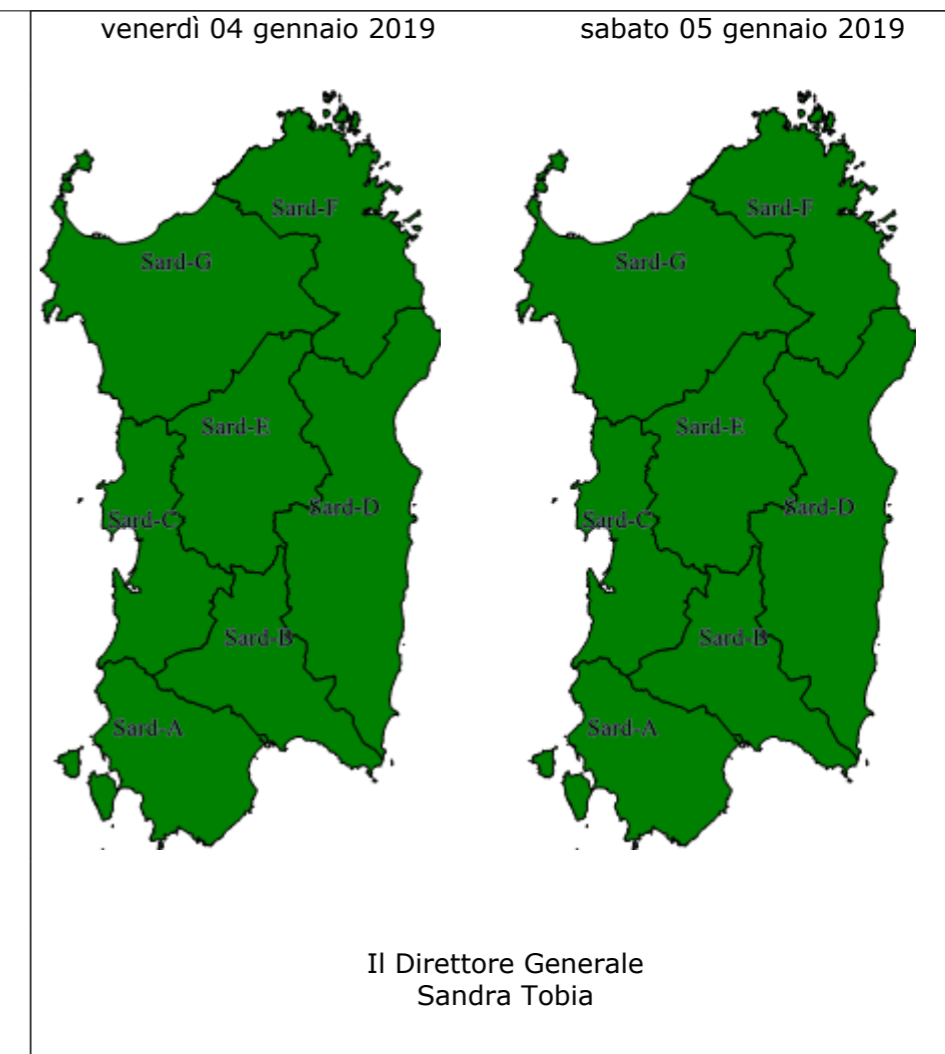 venerdì 04 gennaio 2019
sabato 05 gennaio 2019
Sard-F
Sard-G
Sard-E
Sard-D
Sard-C
Sard-B
Sard-A
Sard-F
Sard-G
Sard-E
Sard-D
Sard-C
Sard-B
Sard-A
Il Direttore Generale
Sandra Tobia